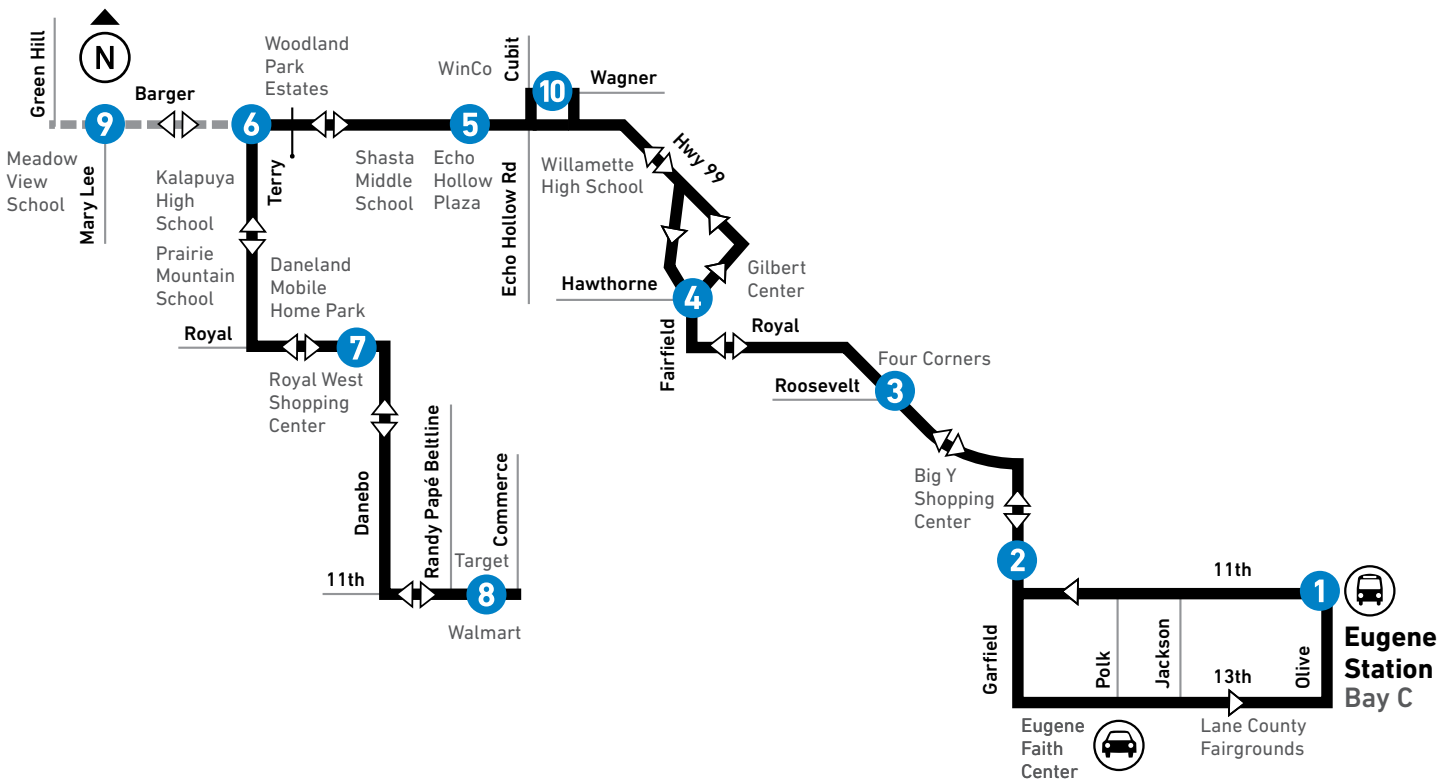 Green Hill
N
Barger
9
Meadow
View
School
Mary Lee
6
Woodland
Park
Estates
Terry
Kalapuya
High
School
Prairie
Mountain
School
Shasta
Middle
School
WinCo
5
Echo
Hollow
Plaza
Cubit
10
Wagner
Echo Hollow Rd
Willamette
High School
Hwy 99
Hawthorne
4
Gilbert
Center
Fairfield
Royal
Daneland
Mobile
Home Park
Royal
7
Royal West
Shopping
Center
Four Corners
Roosevelt
3
Big Y
Shopping
Center
Danebo
Randy Papé Beltline
Commerce
Target
11th
8
Walmart
2
11th
1
Eugene
Station
Bay C
Garfield
Polk
Jackson
13th
Olive
Eugene
Faith
Center
Lane County
Fairgrounds